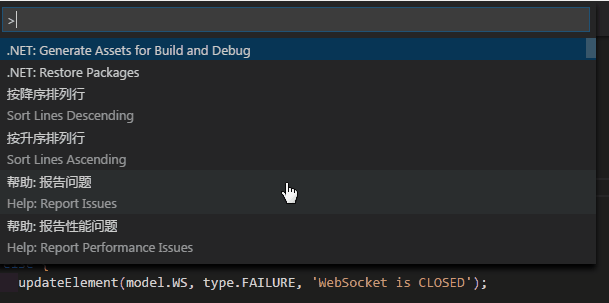 >
.NET: Generate Assets for Build and Debug
.NET: Restore Packages
按降序排列行
Sort Lines Descending
按升序排列行
Sort Lines Ascending
帮助: 报告问题
Help: Report Issues
帮助: 报告性能问题
Help: Report Performance Issues
else {
updateElement(model.WS, type.FAILURE, 'WebSocket is CLOSED');